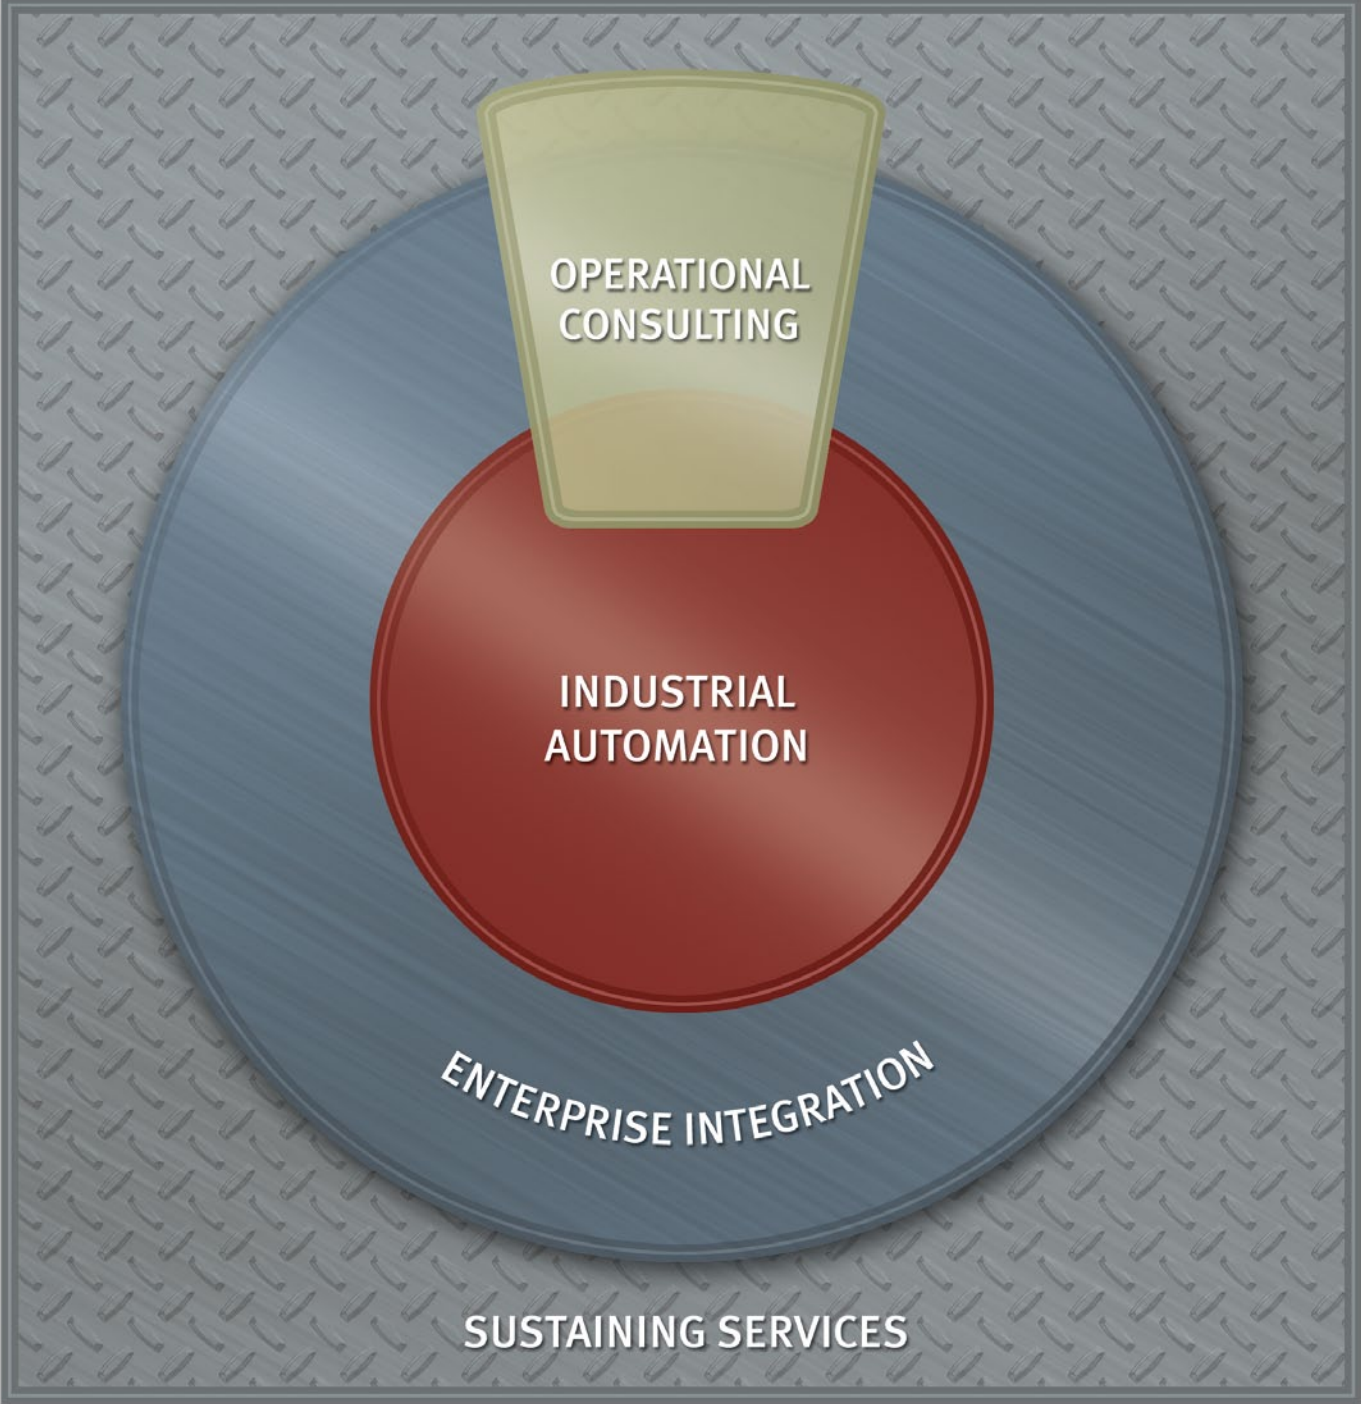 OPERATIONAL
CONSULTING
INDUSTRIAL
AUTOMATION
ENTERPRISE INTEGRATION
SUSTAINING SERVICES